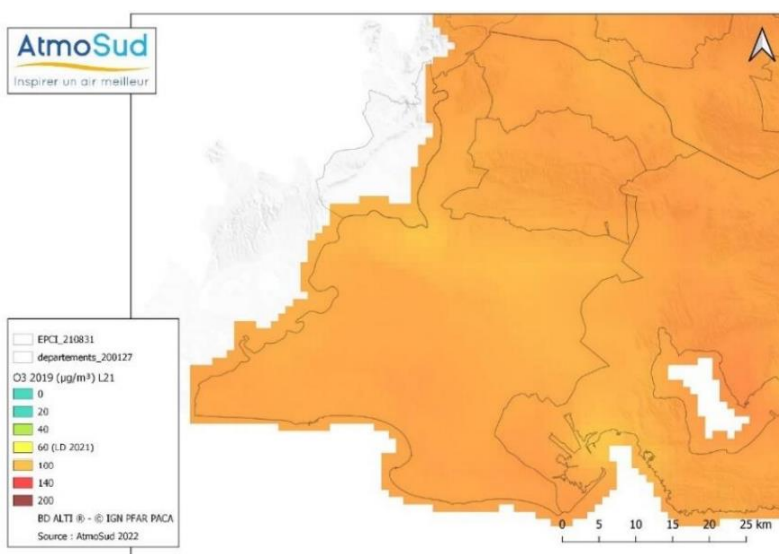 AtmoSud
Inspirer un air meilleur
EPCI_210831
departements_200127
O3 2019 (µg/m³) L21
0
20
40
60 (LD 2021)
100
140
200
BD ALTI ® - © IGN PFAR PACA
Source : AtmoSud 2022
0 5 10 15 20 25 km